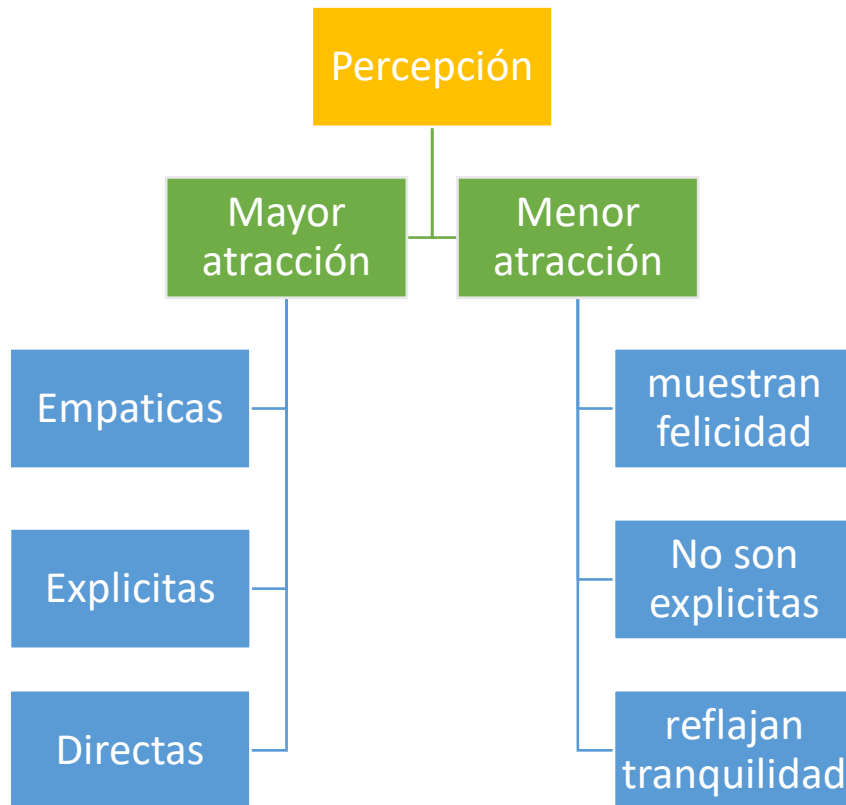 Percepción
Mayor
atracción
Menor
atracción
Empaticas
Explicitas
Directas
muestran
felicidad
No son
explicitas
reflajan
tranquilidad